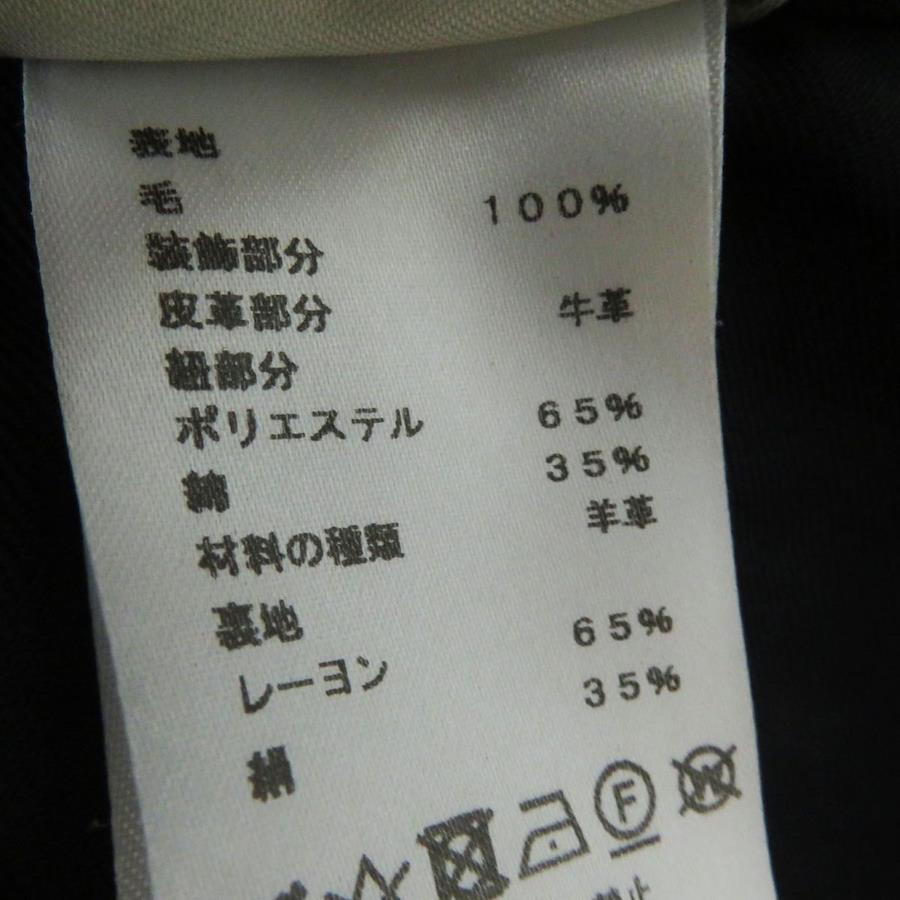 表地
毛 100%
装飾部分
皮革部分 牛革
紐部分
ポリエステル 65%
綿 35%
材料の種類 羊革
裏地 65%
レーヨン 35%
F
W
禁止